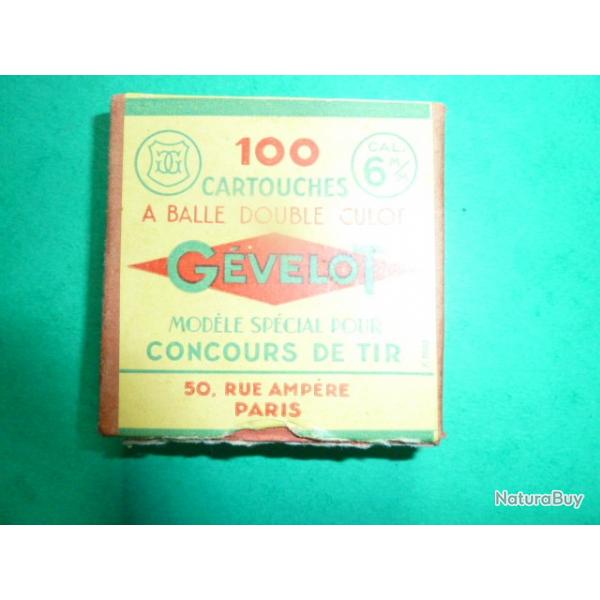 100
CARTOUCHES
CAL.
6 M/M
A BALLE DOUBLE CULOT
GÉVELOT
MODÈLE SPÉCIAL POUR
CONCOURS DE TIR
50, RUE AMPÈRE
PARIS
NaturaBuy